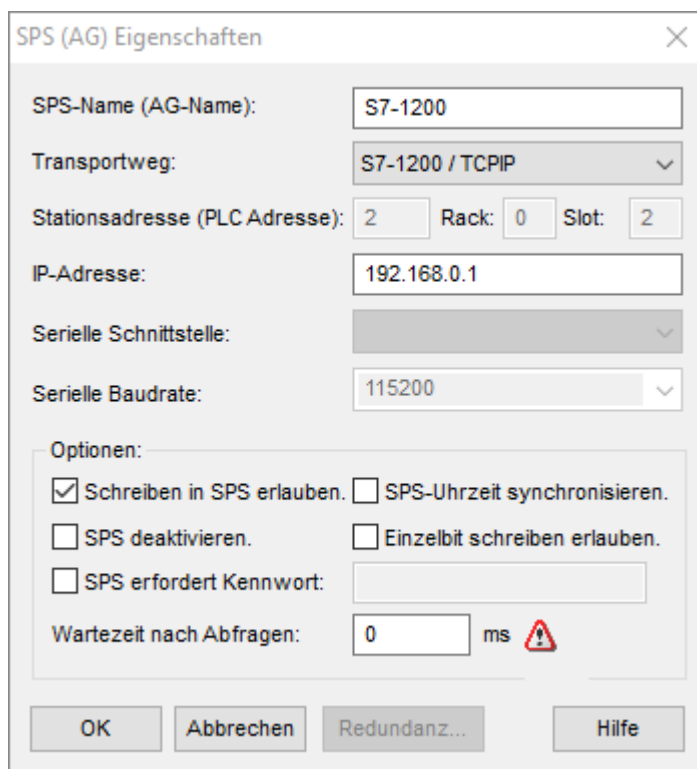 SPS (AG) Eigenschaften
SPS-Name (AG-Name): S7-1200
Transportweg: S7-1200 / TCPIP
Stationsadresse (PLC Adresse): 2 Rack: 0 Slot: 2
IP-Adresse: 192.168.0.1
Serielle Schnittstelle:
Serielle Baudrate: 115200
Optionen:
Schreiben in SPS erlauben. SPS-Uhrzeit synchronisieren.
SPS deaktivieren. Einzelbit schreiben erlauben.
SPS erfordert Kennwort:
Wartezeit nach Abfragen: 0 ms
OK Abbrechen Redundanz... Hilfe